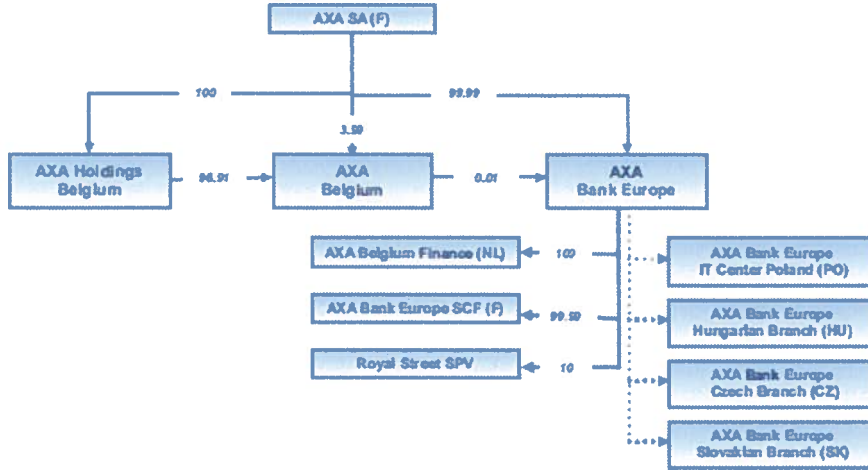 AXA SA (F)
100
99.99
3.59
AXA Holdings
Belgium
96.91
AXA
Belgium
0.01
AXA
Bank Europe
AXA Belgium Finance (NL)
100
AXA Bank Europe
IT Center Poland (PO)
AXA Bank Europe SCF (F)
99.50
AXA Bank Europe
Hungarian Branch (HU)
Royal Street SPV
10
AXA Bank Europe
Czech Branch (CZ)
AXA Bank Europe
Slovakian Branch (SK)